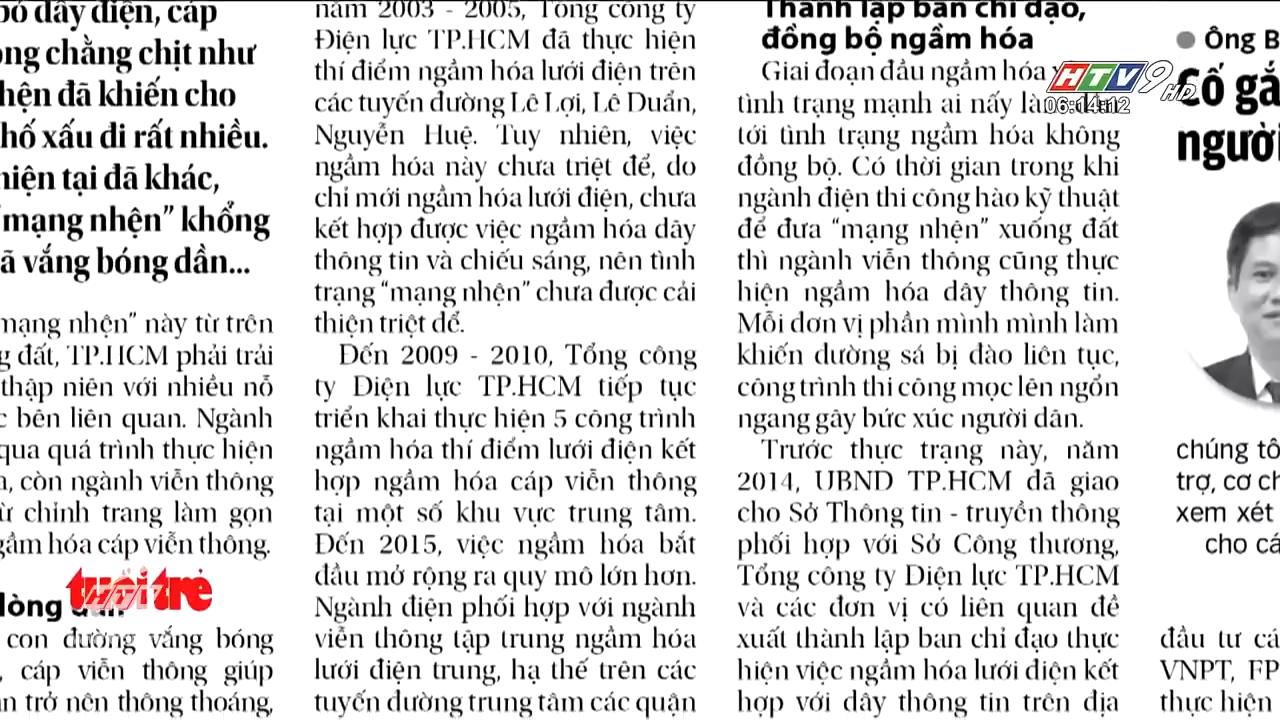 bó dây điện, cáp
chằng chịt như
đã khiến cho
xấu đi rất nhiều.
tại đã khác,
“mạng nhện” khổng
vắng bóng dần...
mạng nhện” này từ trên
đất, TP.HCM phải trải
thập niên với nhiều nỗ
bên liên quan. Ngành
qua quá trình thực hiện
còn ngành viễn thông
chỉnh trang làm gọn
ngầm hóa cáp viễn thông.
lòng
con đường vắng bóng
cáp viễn thông giúp
trở nên thông thoáng,
tuổi trẻ
năm 2003 - 2005, Tổng công ty
Điện lực TP.HCM đã thực hiện
thí điểm ngầm hóa lưới điện trên
các tuyến đường Lê Lợi, Lê Duẩn,
Nguyễn Huệ. Tuy nhiên, việc
ngầm hóa này chưa triệt để, do
chỉ mới ngầm hóa lưới điện, chưa
kết hợp được việc ngầm hóa dây
thông tin và chiếu sáng, nên tình
trạng “mạng nhện” chưa được cải
thiện triệt để.
Đến 2009 - 2010, Tổng công
ty Điện lực TP.HCM tiếp tục
triển khai thực hiện 5 công trình
ngầm hóa thí điểm lưới điện kết
hợp ngầm hóa cáp viễn thông
tại một số khu vực trung tâm.
Đến 2015, việc ngầm hóa bắt
đầu mở rộng ra quy mô lớn hơn.
Ngành điện phối hợp với ngành
viễn thông tập trung ngầm hóa
lưới điện trung, hạ thế trên các
tuyến đường trung tâm các quận
Thành lập ban chỉ đạo,
đồng bộ ngầm hóa
Giai đoạn đầu ngầm hóa
tình trạng mạnh ai nấy làm dẫn
tới tình trạng ngầm hóa không
đồng bộ. Có thời gian trong khi
ngành điện thi công hào kỹ thuật
để đưa “mạng nhện” xuống đất
thì ngành viễn thông cũng thực
hiện ngầm hóa dây thông tin.
Mỗi đơn vị phần mình mình làm
khiến đường sá bị đào liên tục,
công trình thi công mọc lên ngổn
ngang gây bức xúc người dân.
Trước thực trạng này, năm
2014, UBND TP.HCM đã giao
cho Sở Thông tin - truyền thông
phối hợp với Sở Công thương,
Tổng công ty Điện lực TP.HCM
và các đơn vị có liên quan đề
xuất thành lập ban chỉ đạo thực
hiện việc ngầm hóa lưới điện kết
hợp với dây thông tin trên địa
HTV9 HD
06:14:12
Ông B
Cố gắ
người
chúng tô
trợ, cơ ch
xem xét
cho cá
đầu tư cá
VNPT, FP
thực hiện